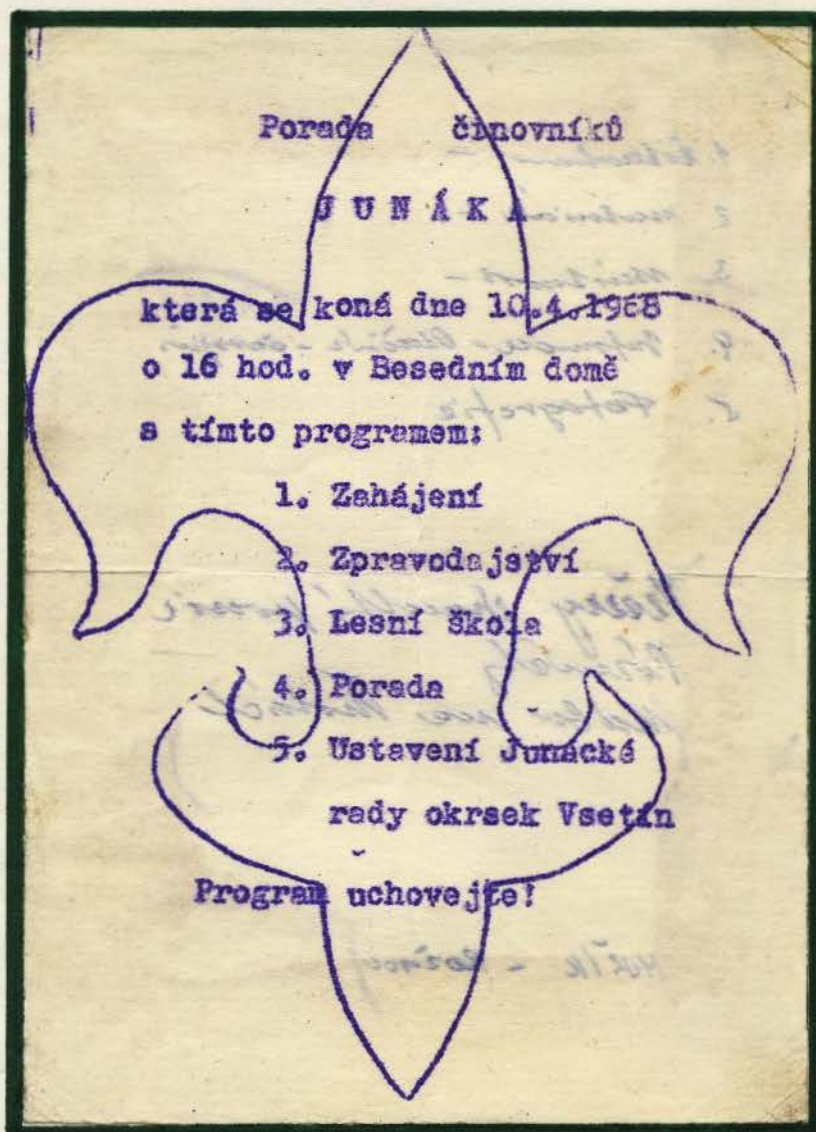 Porada činovníků
JUNÁKA
která se koná dne 10.4.1968
o 16 hod. v Besedním domě
s tímto programem:
1. Zahájení
2. Zpravodajství
3. Lesní škola
4. Porada
5. Ustavení Junácké
rady okrsek Vsetín
Program uchovejte!